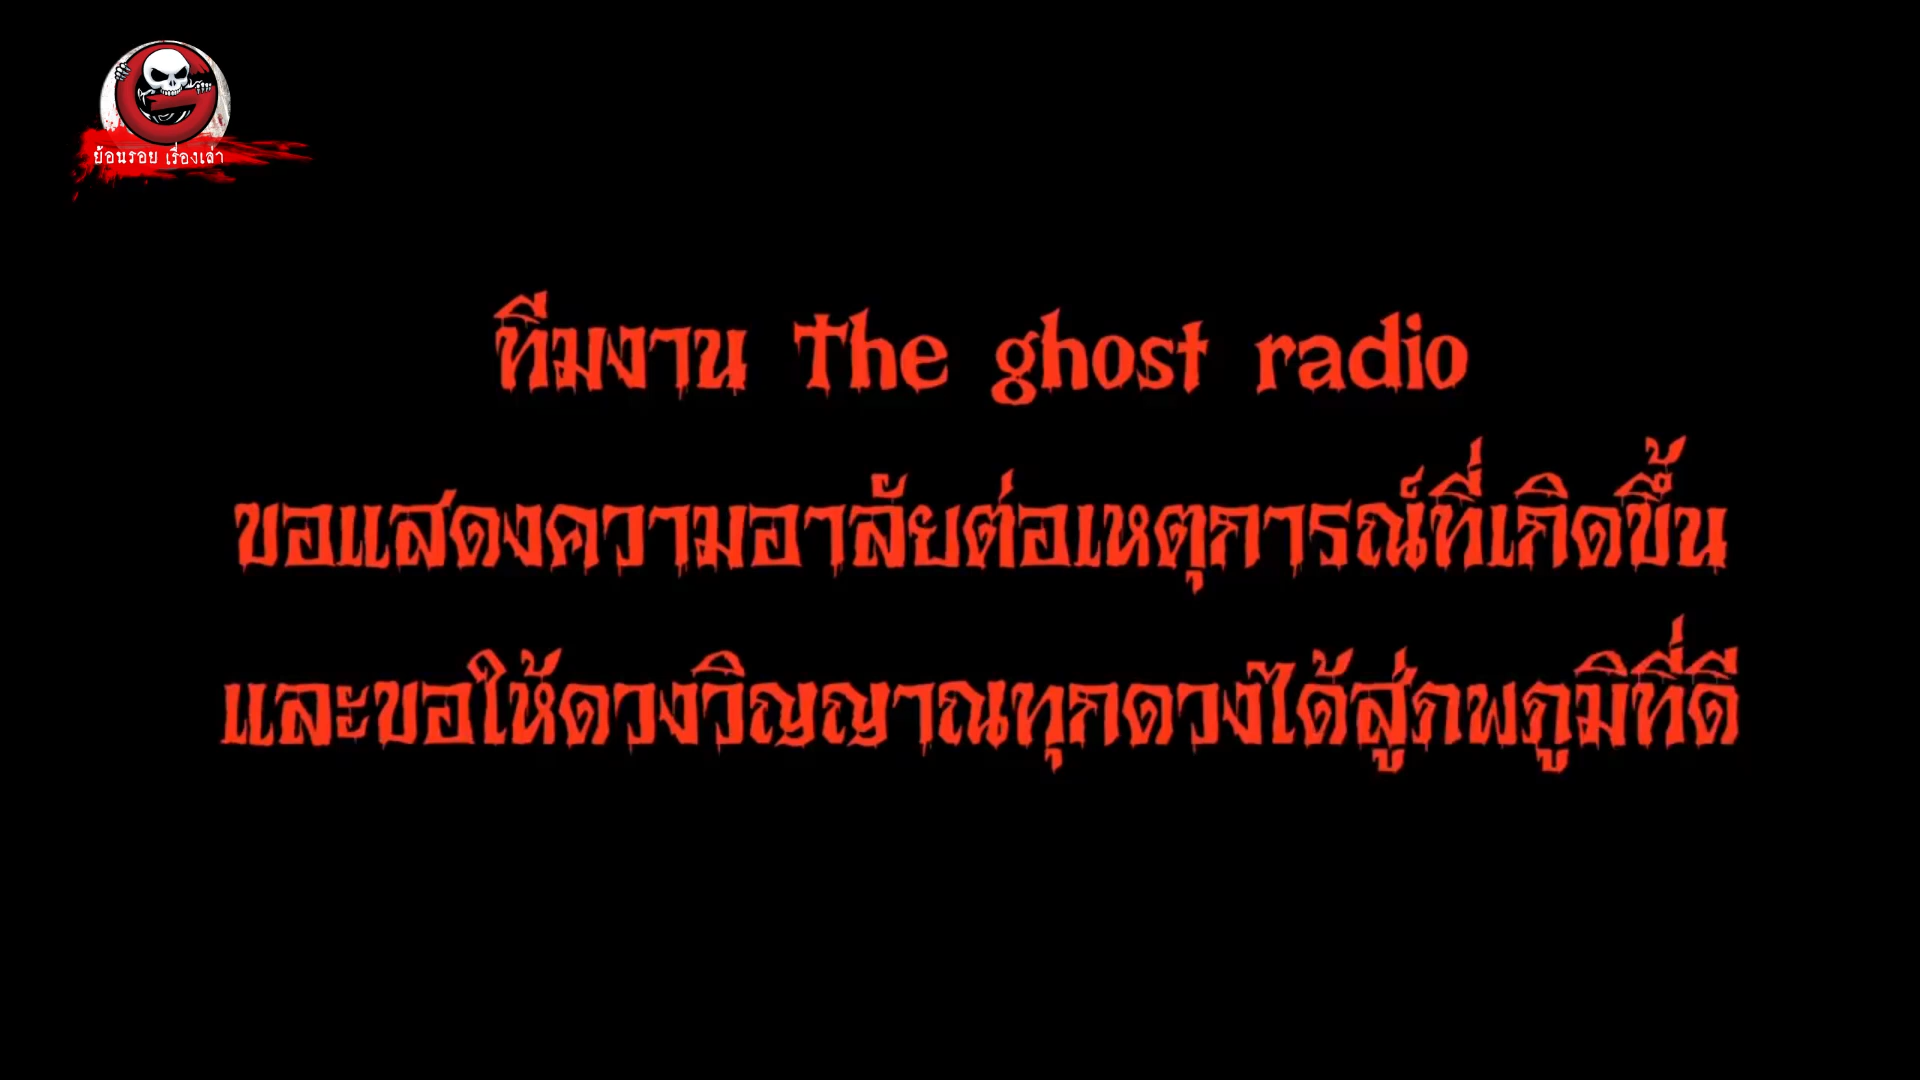 ย้อนรอย เรื่องเล่า
ทีมงาน The ghost radio
ขอแสดงความอาลัยต่อเหตุการณ์ที่เกิดขึ้น
และขอให้ดวงวิญญาณทุกดวงได้สู่ภพภูมิที่ดี